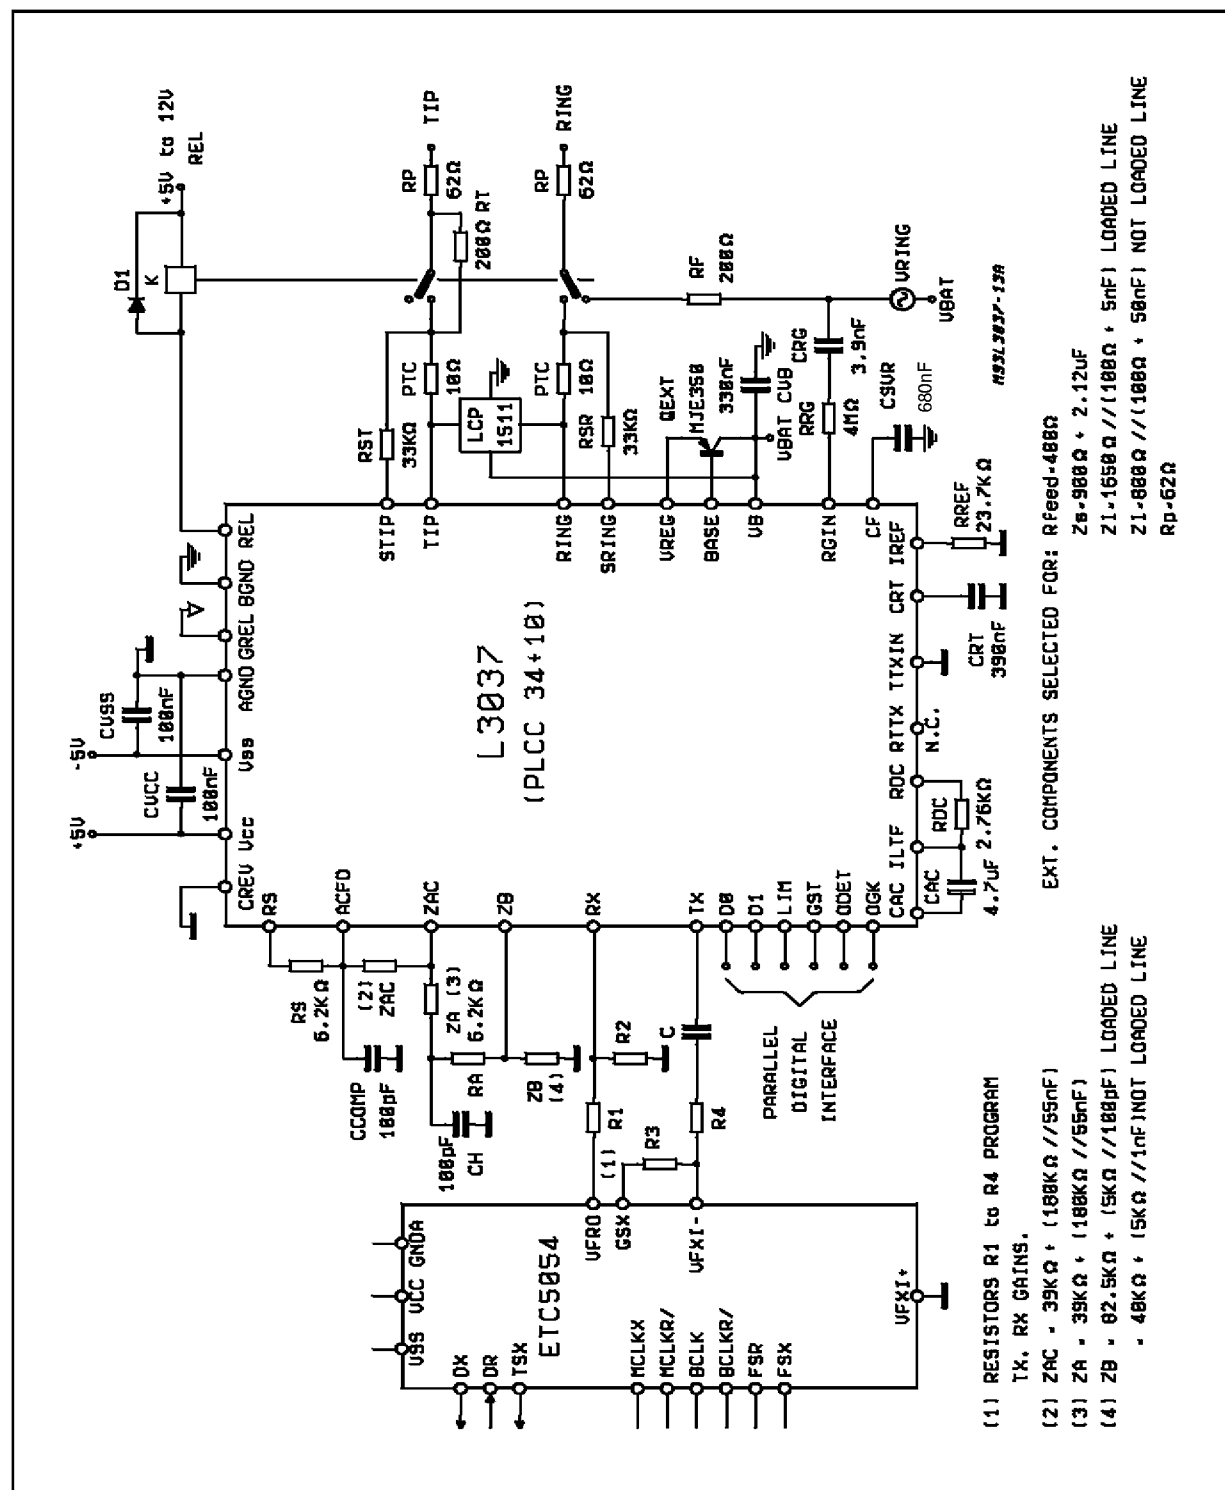 +5V to 12V
REL
D1
K
TIP
RP
62Ω
200Ω RT
RING
RP
62Ω
RF
200Ω
VRING
VBAT
M93L3037-13A
RST
33KΩ
PTC
10Ω
LCP
1511
PTC
10Ω
RSR
33KΩ
QEXT
MJE350
330nF
VBAT CVB
CRG
3.9nF
RRG
4MΩ
CSVR
680nF
RREF
23.7KΩ
CRT
390nF
-5V
CVSS
100nF
+5V
CVCC
100nF
CREV
Vcc
Vss
AGND
GREL
BGND
REL
STIP
TIP
RING
SRING
VREG
BASE
VB
RGIN
CF
L3037
(PLCC 34+10)
CAC
ILTF
RDC
RTTX
TTXIN
CRT
IREF
N.C.
RDC
2.76KΩ
CAC
4.7uF
RS
ACFD
ZAC
ZB
RX
TX
D0
D1
LIM
GST
ODET
OGK
RS
6.2KΩ
(2)
ZAC
ZA (3)
6.2KΩ
CCOMP
100pF
RA
ZB
(4)
100pF
CH
R1
(1)
R2
R3
C
R4
PARALLEL
DIGITAL
INTERFACE
VSS
VCC
GNDA
VFRO
GSX
VFXI-
VFXI+
ETC5054
DX
DR
TSX
MCLKX
MCLKR/
BCLK
BCLKR/
FSR
FSX
EXT. COMPONENTS SELECTED FOR: Rfeed=400Ω
Zs=900Ω + 2.12uF
Zl=1650Ω//(100Ω + 5nF) LOADED LINE
Zl=800Ω//(100Ω + 50nF) NOT LOADED LINE
Rp=62Ω
(1) RESISTORS R1 to R4 PROGRAM
TX, RX GAINS.
(2) ZAC = 39KΩ + (180KΩ//55nF)
(3) ZA = 39KΩ + (180KΩ//55nF)
(4) ZB = 82.5KΩ + (5KΩ//100pF) LOADED LINE
= 40KΩ + (5KΩ//1nF)NOT LOADED LINE